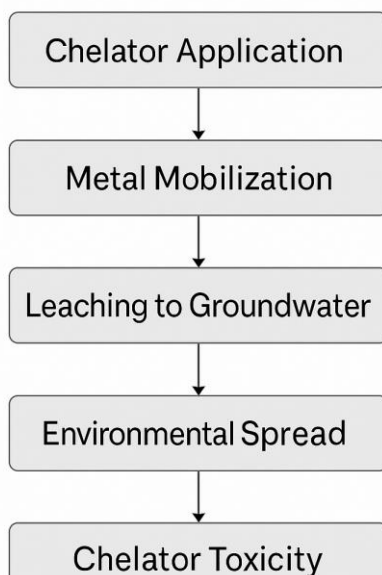 Chelator Application
Metal Mobilization
Leaching to Groundwater
Environmental Spread
Chelator Toxicity